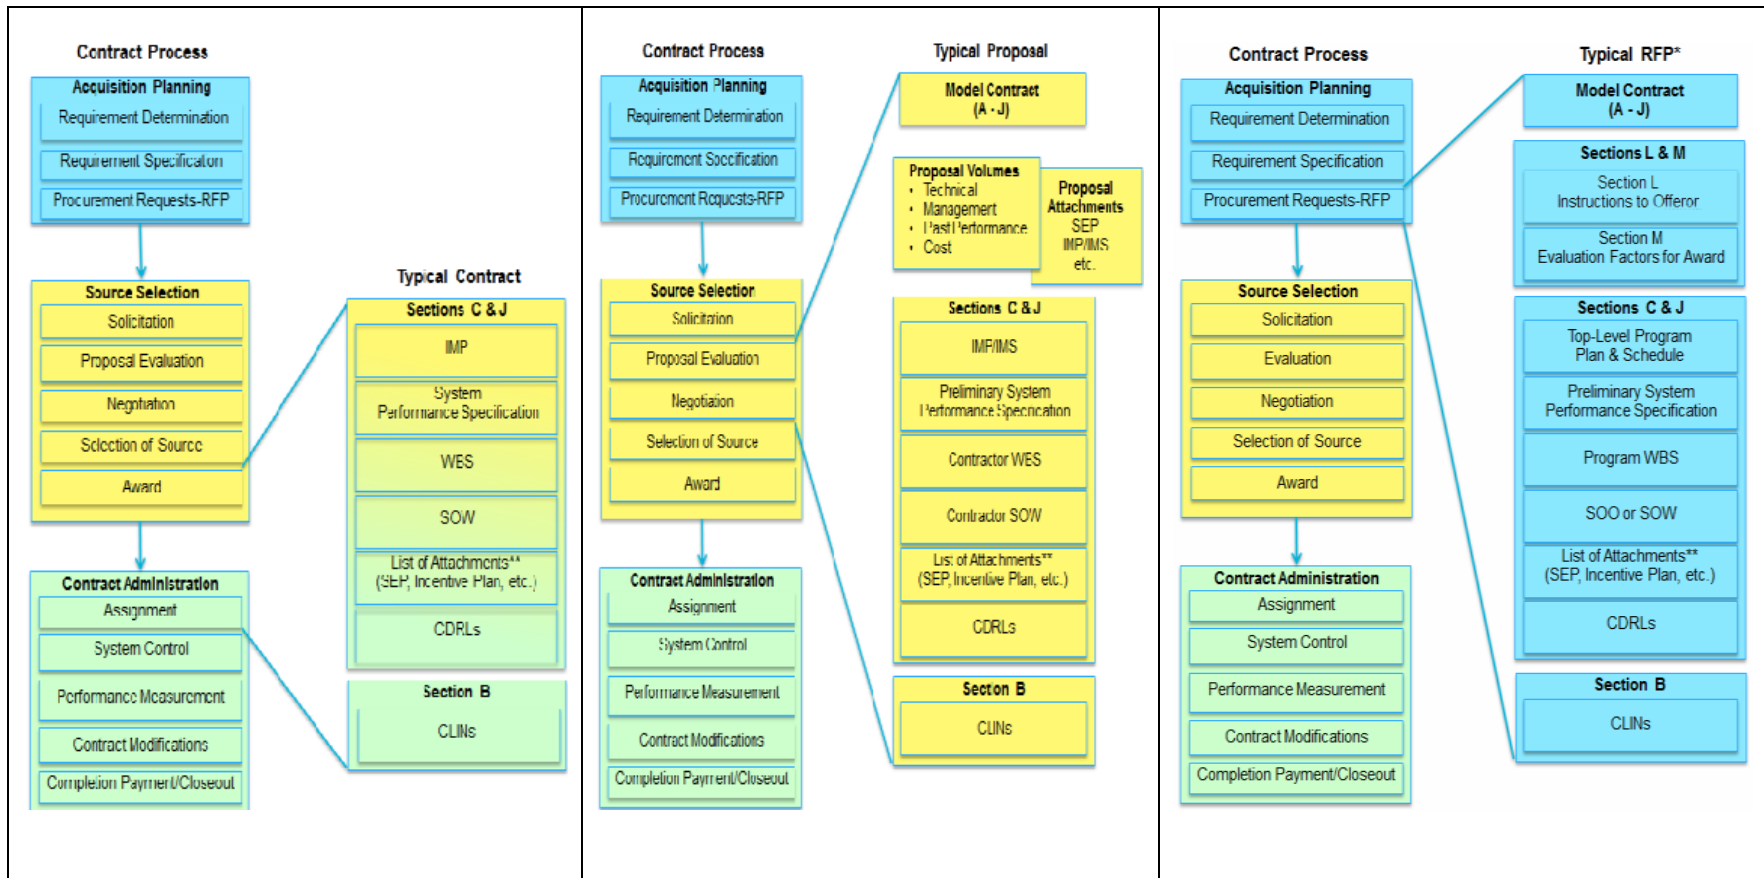 Contract Process
Acquisition Planning
Requirement Determination
Requirement Specification
Procurement Requests-RFP
Source Selection
Solicitation
Proposal Evaluation
Negotiation
Selection of Source
Award
Contract Administration
Assignment
System Control
Performance Measurement
Contract Modifications
Completion Payment/Closeout
Typical Contract
Sections C & J
IMP
System
Performance Specification
WBS
SOW
List of Attachments**
(SEP, Incentive Plan, etc.)
CDRLs
Section B
CLINs
Contract Process
Acquisition Planning
Requirement Determination
Requirement Specification
Procurement Requests-RFP
Source Selection
Solicitation
Proposal Evaluation
Negotiation
Selection of Source
Award
Contract Administration
Assignment
System Control
Performance Measurement
Contract Modifications
Completion Payment/Closeout
Typical Proposal
Model Contract
(A - J)
Proposal Volumes
• Technical
• Management
• Past Performance
• Cost
Proposal
Attachments
SEP
IMP/IMS
etc.
Sections C & J
IMP/IMS
Preliminary System
Performance Specification
Contractor WBS
Contractor SOW
List of Attachments**
(SEP, Incentive Plan, etc.)
CDRLs
Section B
CLINs
Contract Process
Acquisition Planning
Requirement Determination
Requirement Specification
Procurement Requests-RFP
Source Selection
Solicitation
Evaluation
Negotiation
Selection of Source
Award
Contract Administration
Assignment
System Control
Performance Measurement
Contract Modifications
Completion Payment/Closeout
Typical RFP*
Model Contract
(A - J)
Sections L & M
Section L
Instructions to Offeror
Section M
Evaluation Factors for Award
Sections C & J
Top-Level Program
Plan & Schedule
Preliminary System
Performance Specification
Program WBS
SOO or SOW
List of Attachments**
(SEP, Incentive Plan, etc.)
CDRLs
Section B
CLINs